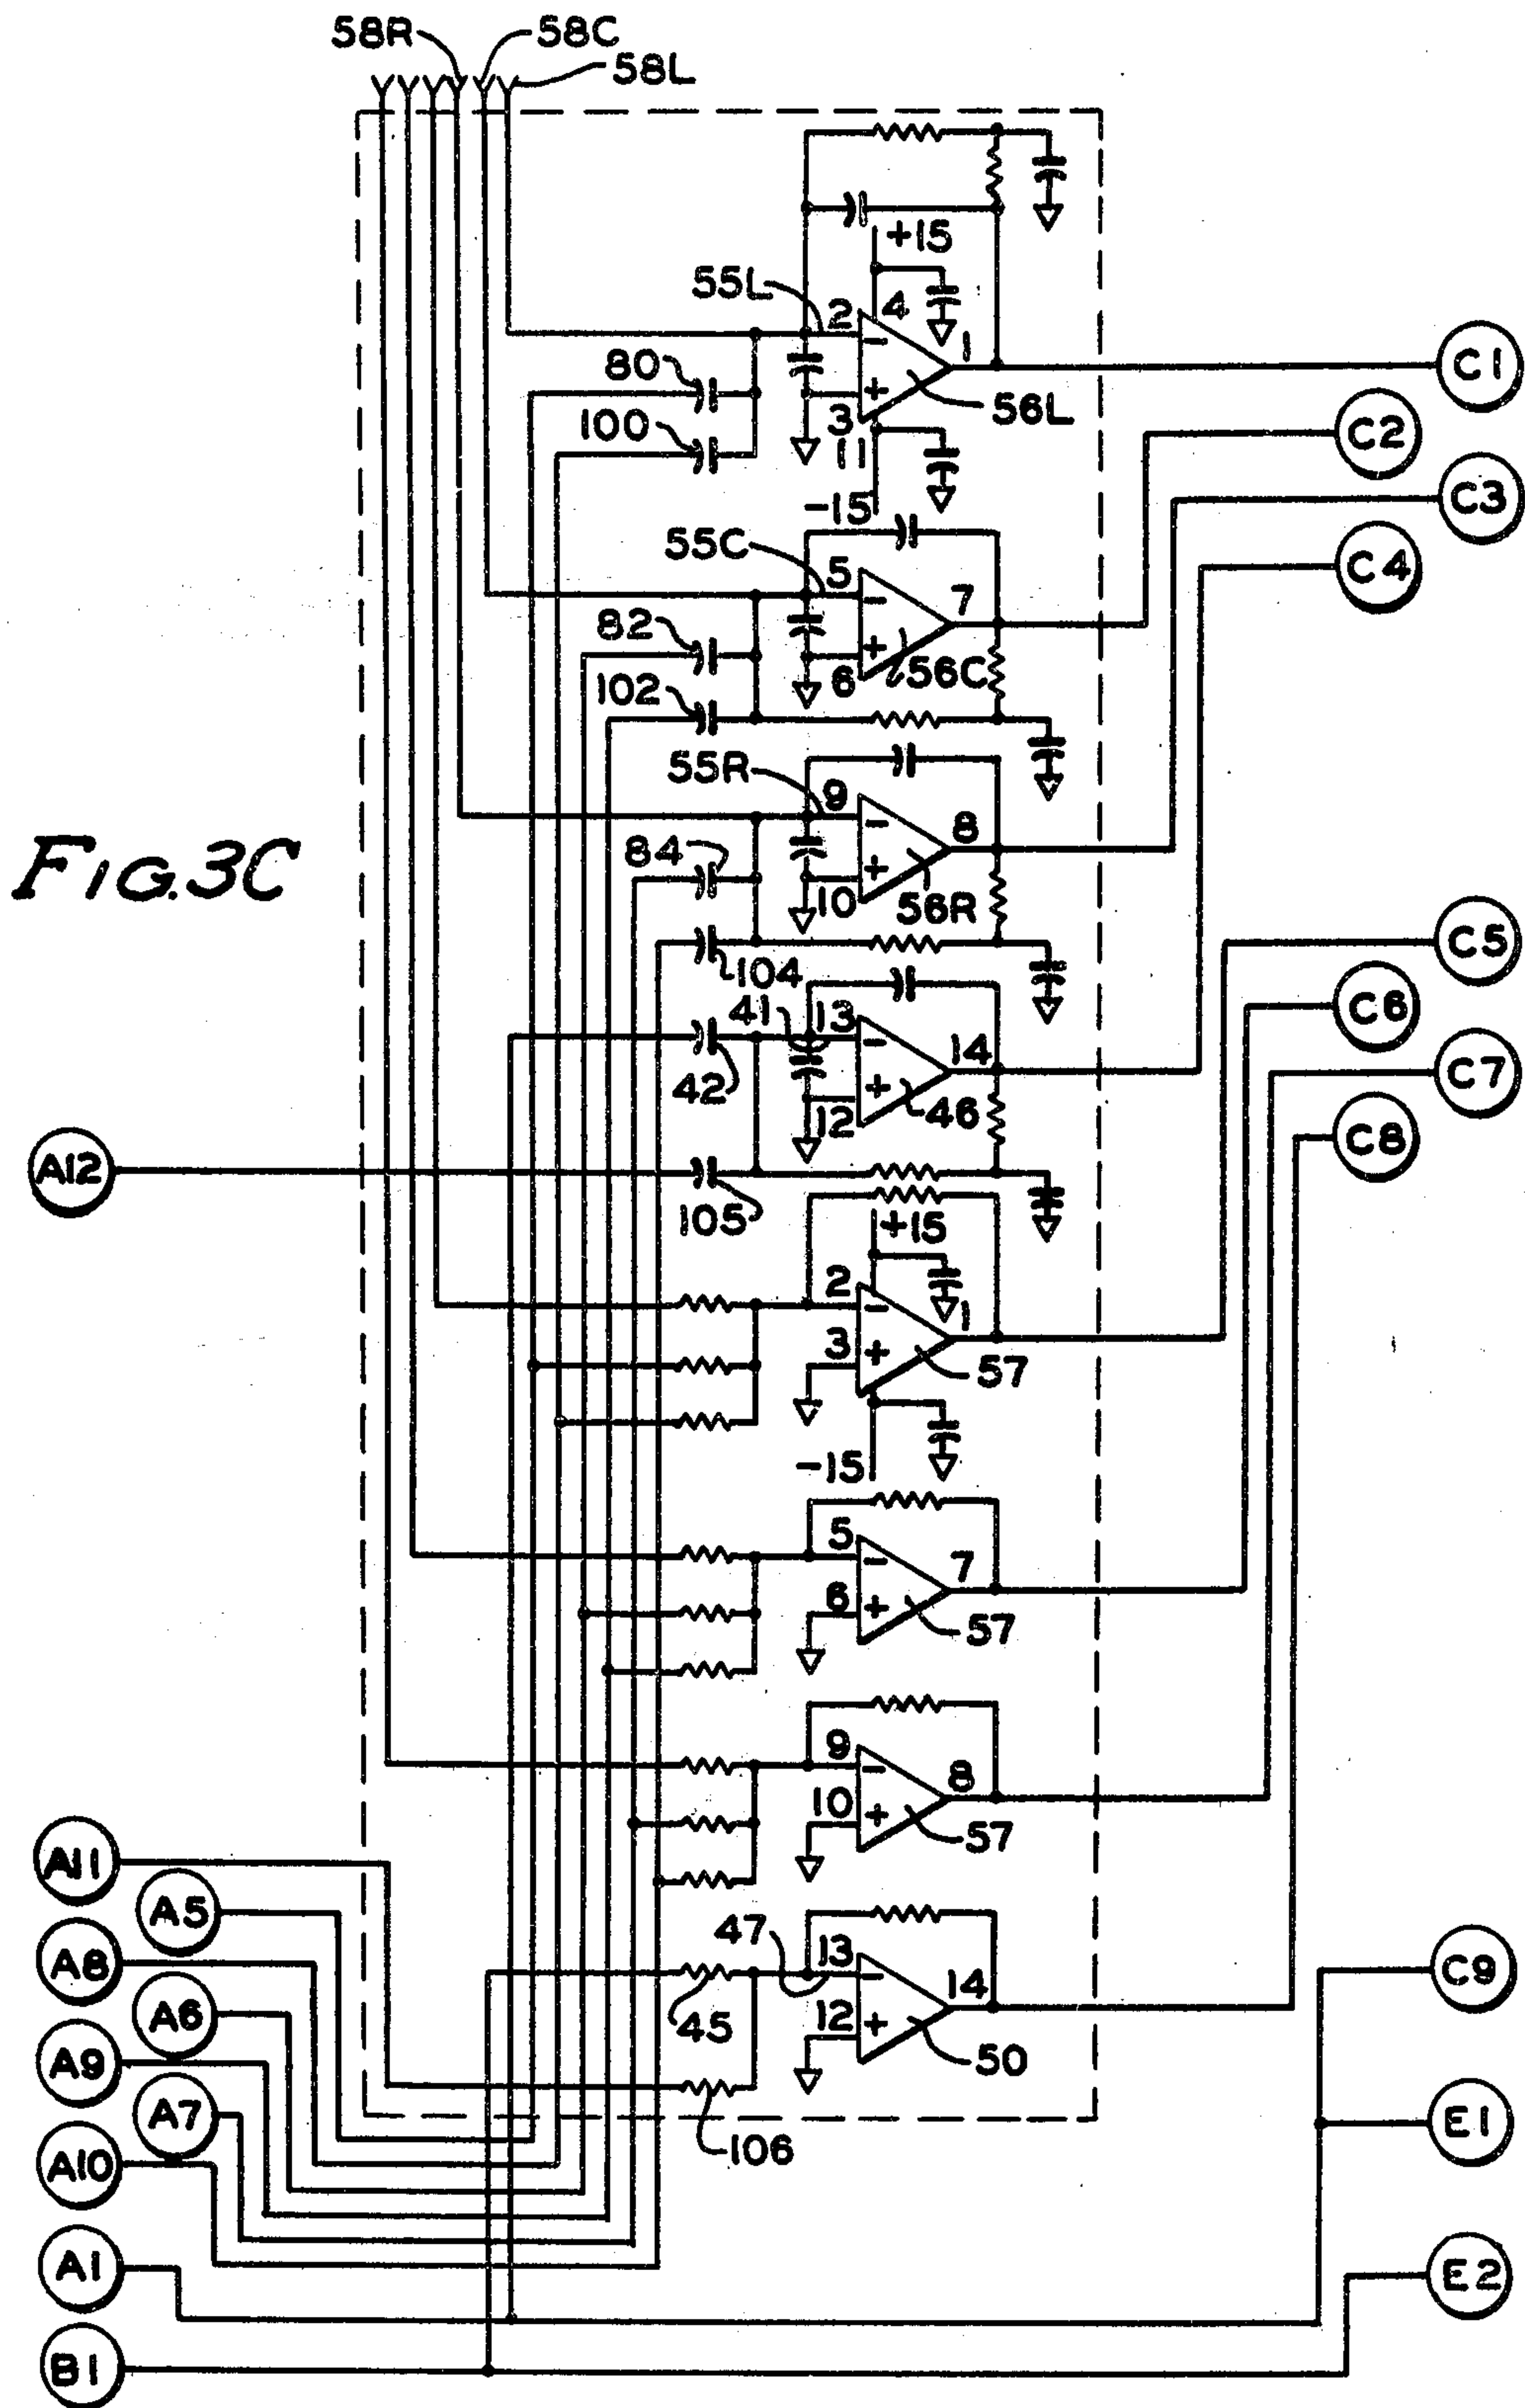 58R 58C
58L
+15
55L 2 4 1
80 3 56L C1
100 11 C2
-15 C3
55C 5 7 C4
82 6 56C
102
55R 9 8
FIG. 3C
84 10 56R
104 C5
41 13 14 C6
42 12 46 C7
A12 C8
105 +15
2 1
3 57
-15
5 7
6 57
9 8
10 57
A11
A5
A8 47 13 14 C9
A6 45 12
A9 50
A7 106 E1
A10
A1 E2
B1